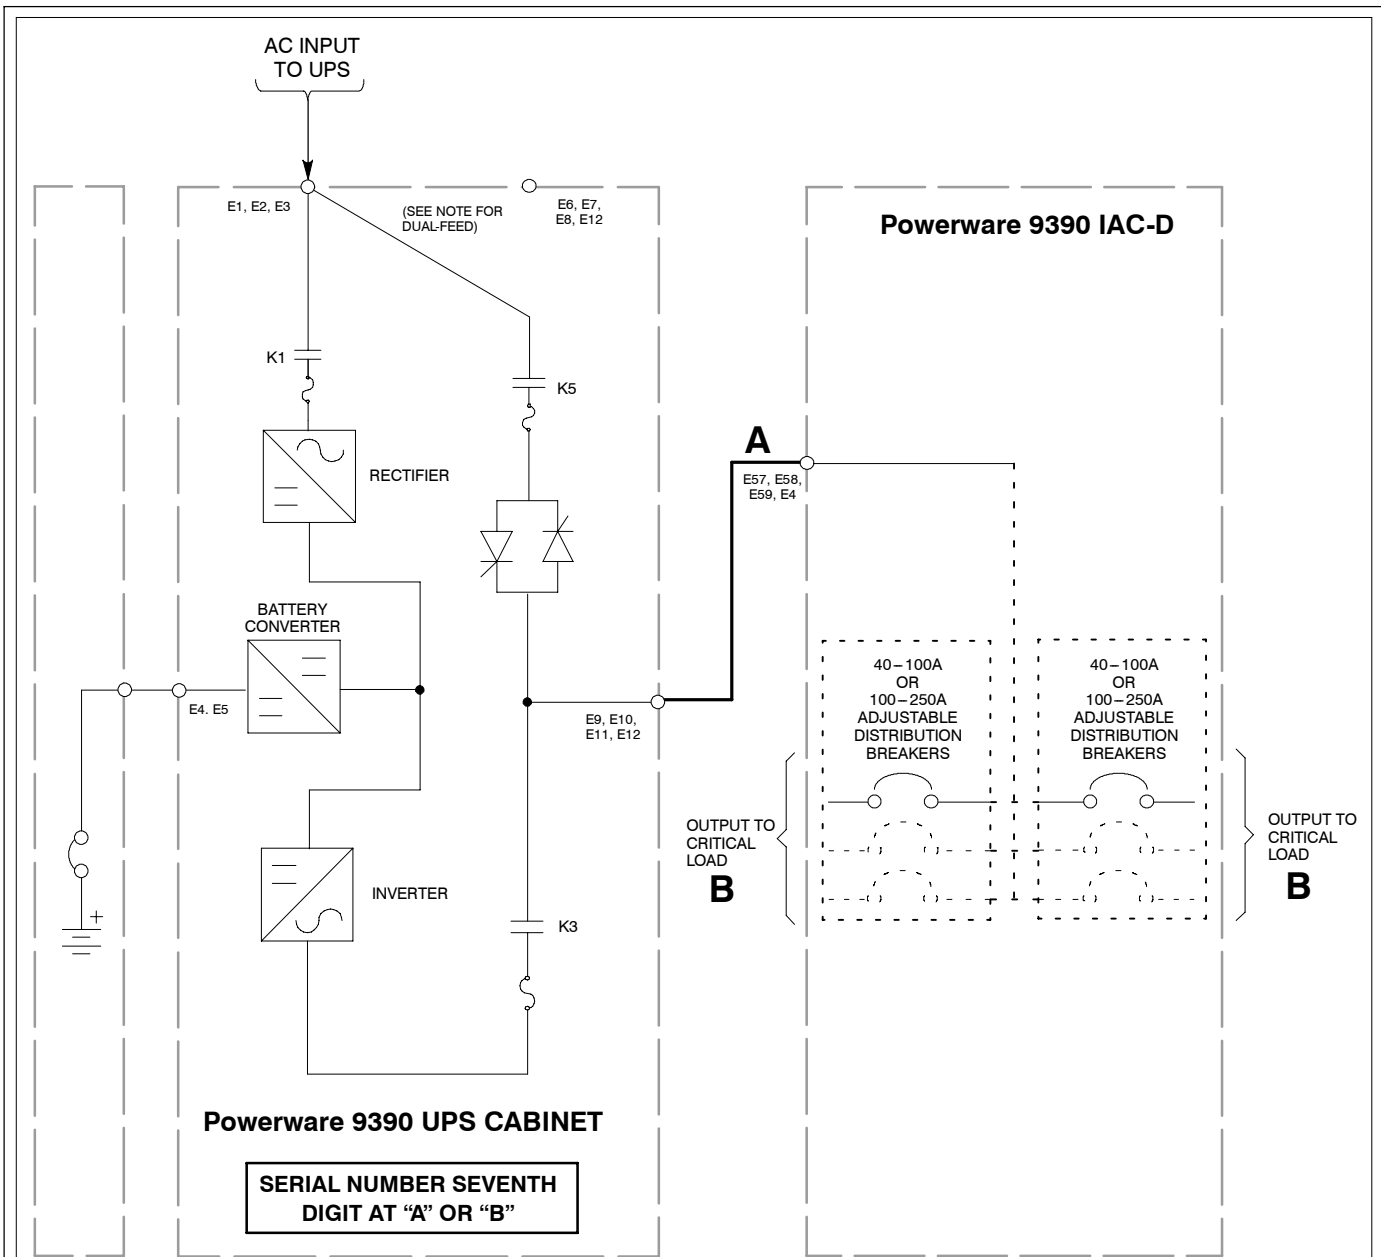 AC INPUT
TO UPS
E1, E2, E3
(SEE NOTE FOR
DUAL-FEED)
E6, E7,
E8, E12
Powerware 9390 IAC-D
K1
K5
RECTIFIER
A
E57, E58,
E59, E4
BATTERY
CONVERTER
E4. E5
E9, E10,
E11, E12
40–100A
OR
100–250A
ADJUSTABLE
DISTRIBUTION
BREAKERS
40–100A
OR
100–250A
ADJUSTABLE
DISTRIBUTION
BREAKERS
OUTPUT TO
CRITICAL
LOAD
B
OUTPUT TO
CRITICAL
LOAD
B
INVERTER
+
K3
Powerware 9390 UPS CABINET
SERIAL NUMBER SEVENTH
DIGIT AT “A” OR “B”